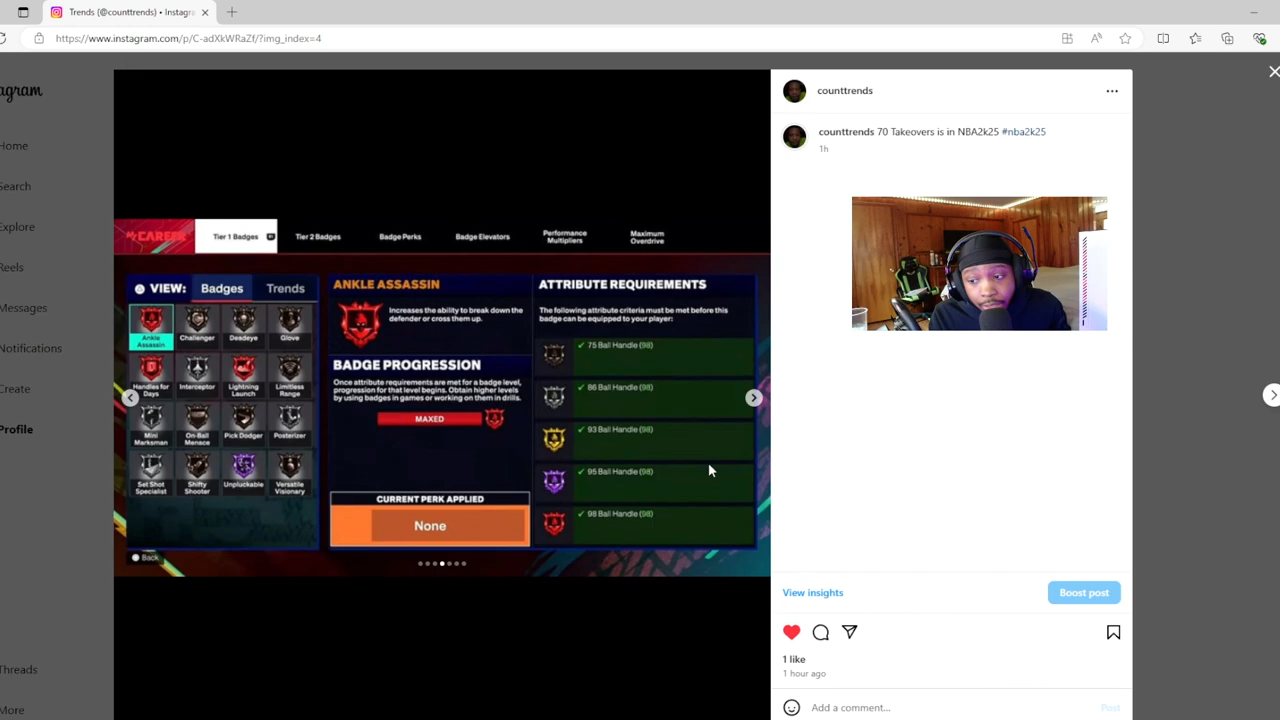 Trends (@counttrends) • Instagra
https://www.instagram.com/p/C-adXkWRaZf/?img_index=4
agram
Home
Search
Explore
Reels
Messages
Notifications
Create
Profile
Threads
More
MyCAREER
Tier 1 Badges
Tier 2 Badges
Badge Perks
Badge Elevators
Performance
Multipliers
Maximum
Overdrive
VIEW:
Badges
Trends
Ankle
Assassin
Challenger
Deadeye
Glove
Handles for
Days
Interceptor
Lightning
Launch
Limitless
Range
Mini
Marksman
On-Ball
Menace
Pick Dodger
Posterizer
Set Shot
Specialist
Shifty
Shooter
Unpluckable
Versatile
Visionary
Back
ANKLE ASSASSIN
Increases the ability to break down the
defender or cross them up.
BADGE PROGRESSION
Once attribute requirements are met for a badge level,
progression for that level begins. Obtain higher levels
by using badges in games or working on them in drills.
MAXED
CURRENT PERK APPLIED
None
ATTRIBUTE REQUIREMENTS
The following attribute criteria must be met before this
badge can be equipped to your player:
✓ 75 Ball Handle (98)
✓ 86 Ball Handle (98)
✓ 93 Ball Handle (98)
✓ 95 Ball Handle (98)
✓ 98 Ball Handle (98)
counttrends
counttrends 70 Takeovers is in NBA2k25 #nba2k25
1h
View insights
Boost post
1 like
1 hour ago
Add a comment...
Post